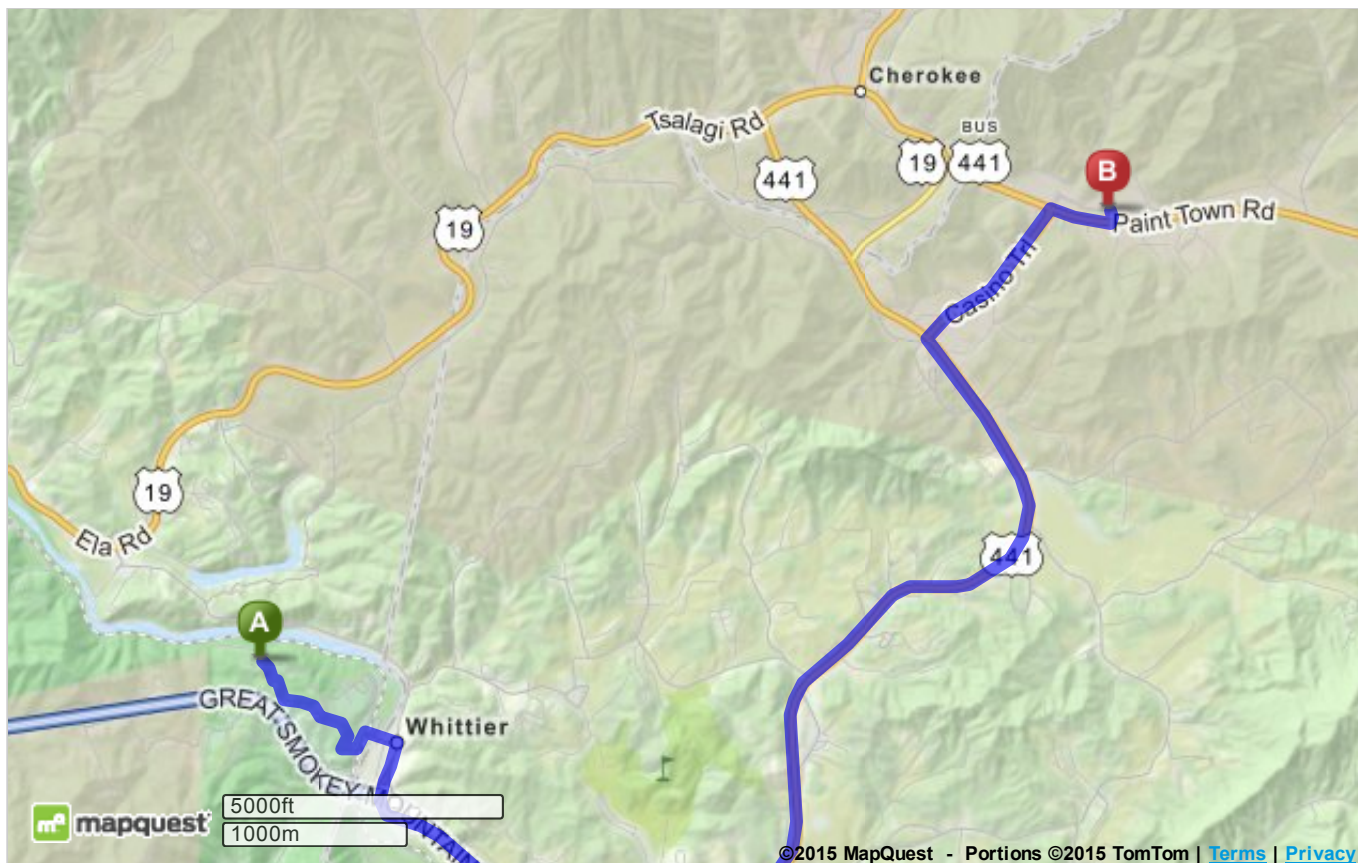 Cherokee
Tsalagi Rd
BUS
19
441
441
B
Paint Town Rd
19
Casino Trl
19
Ela Rd
441
A
GREAT SMOKEY MOUNTAIN
Whittier
mapquest
5000ft
1000m
©2015 MapQuest - Portions ©2015 TomTom | Terms | Privacy